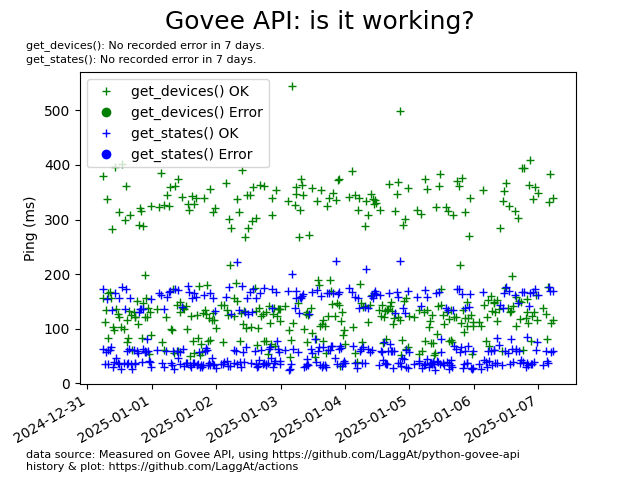 Govee API: is it working?
get_devices(): No recorded error in 7 days.
get_states(): No recorded error in 7 days.
get_devices() OK
get_devices() Error
get_states() OK
get_states() Error
Ping (ms)
500
400
300
200
100
0
2024-12-31
2025-01-01
2025-01-02
2025-01-03
2025-01-04
2025-01-05
2025-01-06
2025-01-07
data source: Measured on Govee API, using https://github.com/LaggAt/python-govee-api
history & plot: https://github.com/LaggAt/actions